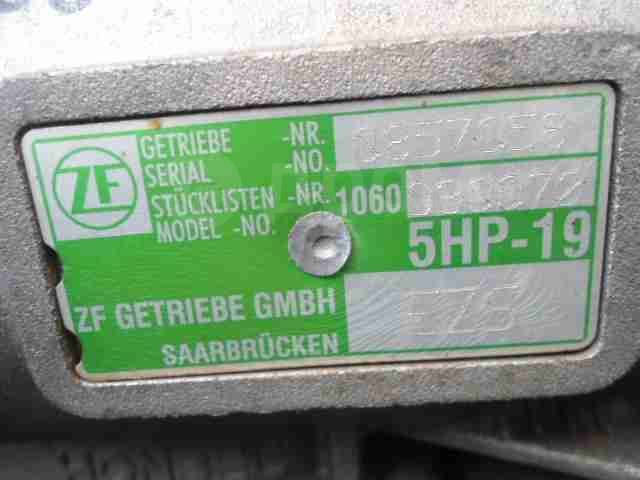 ZF
GETRIEBE -NR.
SERIAL -NO.
STÜCKLISTEN -NR. 1060
MODEL -NO.
5HP-19
ZF GETRIEBE GMBH
SAARBRÜCKEN